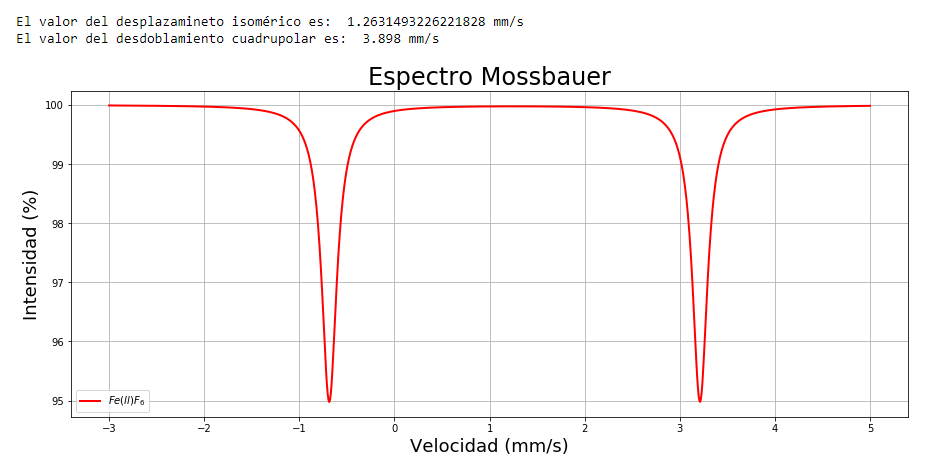 El valor del desplazamineto isomérico es:  1.2631493226221828 mm/s
El valor del desdoblamiento cuadrupolar es:  3.898 mm/s
Espectro Mossbauer
Intensidad (%)
100
99
98
97
96
95
Fe(II)F₆
−3 −2 −1 0 1 2 3 4 5
Velocidad (mm/s)